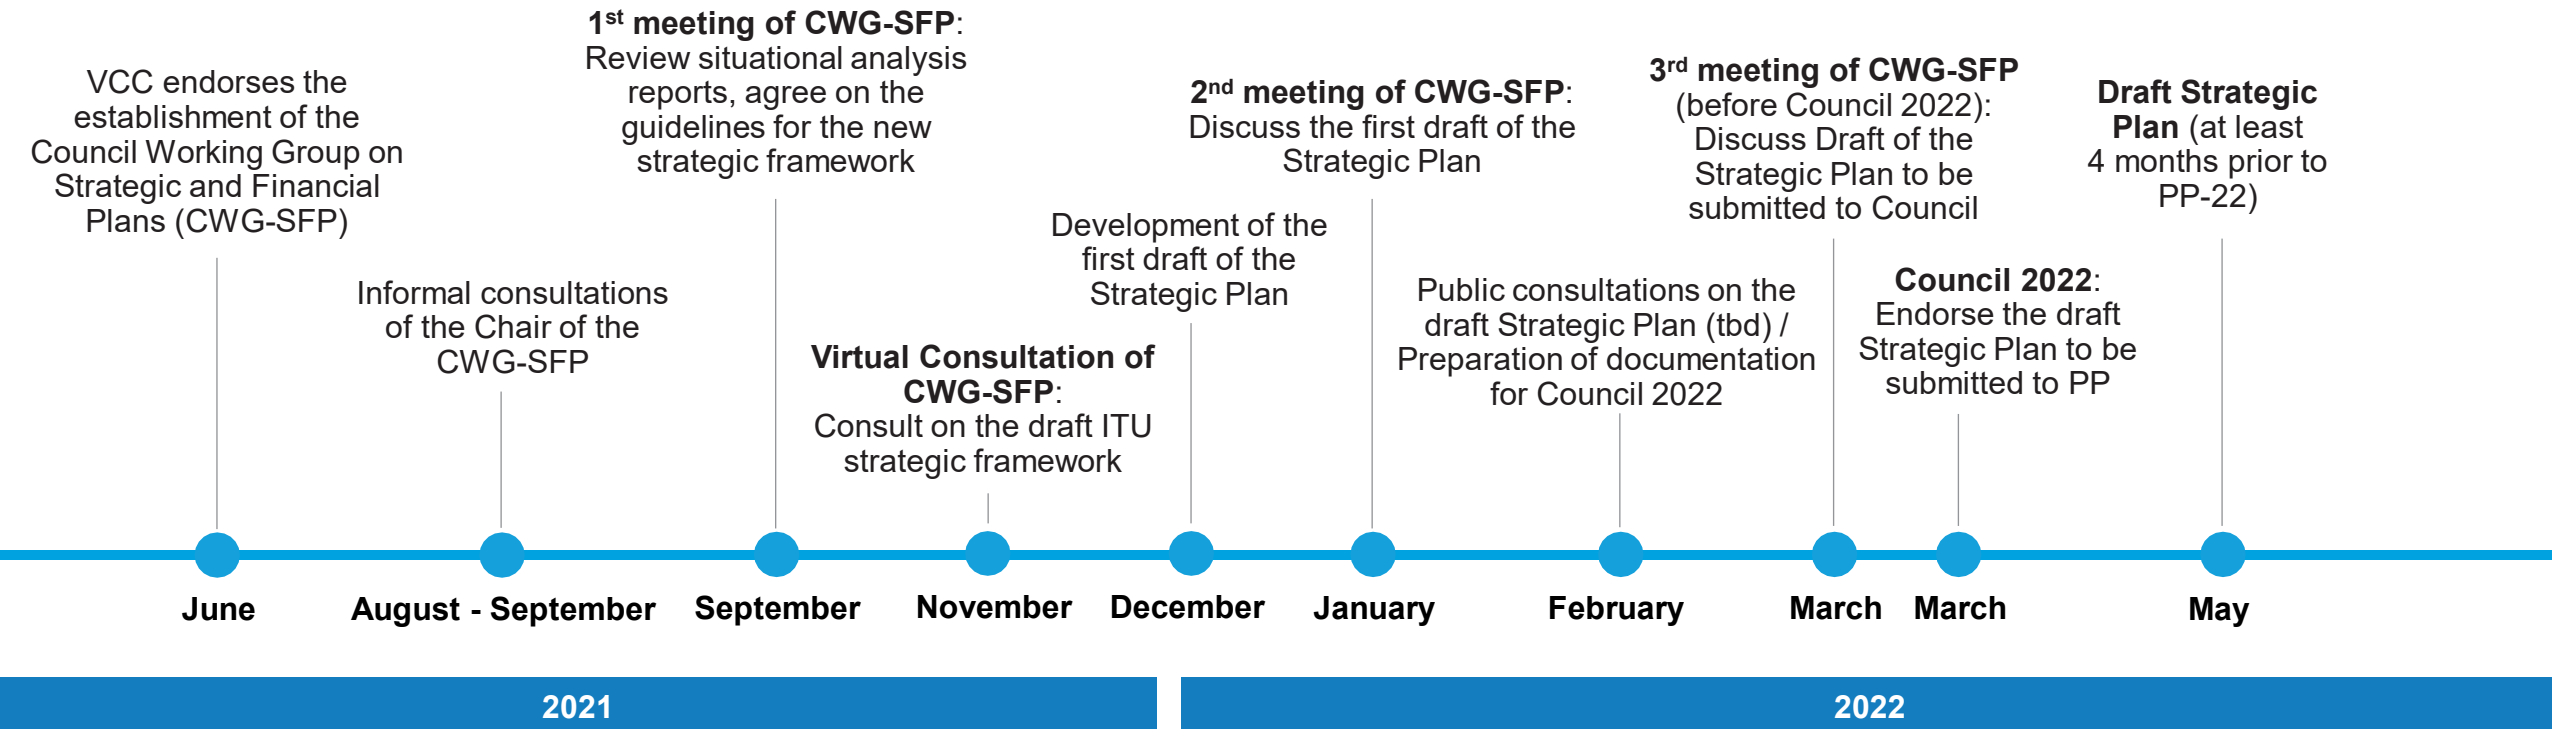 VCC endorses the
establishment of the
Council Working Group on
Strategic and Financial
Plans (CWG-SFP)
Informal consultations
of the Chair of the
CWG-SFP
1st meeting of CWG-SFP:
Review situational analysis
reports, agree on the
guidelines for the new
strategic framework
Virtual Consultation of
CWG-SFP:
Consult on the draft ITU
strategic framework
Development of the
first draft of the
Strategic Plan
2nd meeting of CWG-SFP:
Discuss the first draft of the
Strategic Plan
Public consultations on the
draft Strategic Plan (tbd) /
Preparation of documentation
for Council 2022
3rd meeting of CWG-SFP
(before Council 2022):
Discuss Draft of the
Strategic Plan to be
submitted to Council
Council 2022:
Endorse the draft
Strategic Plan to be
submitted to PP
Draft Strategic
Plan (at least
4 months prior to
PP-22)
June
August - September
September
November
December
January
February
March
March
May
2021
2022